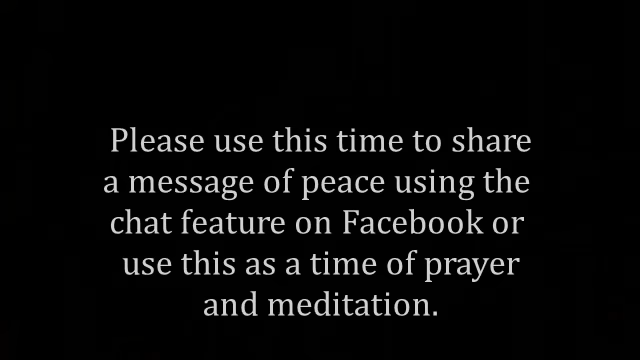 Please use this time to share
a message of peace using the
chat feature on Facebook or
use this as a time of prayer
and meditation.